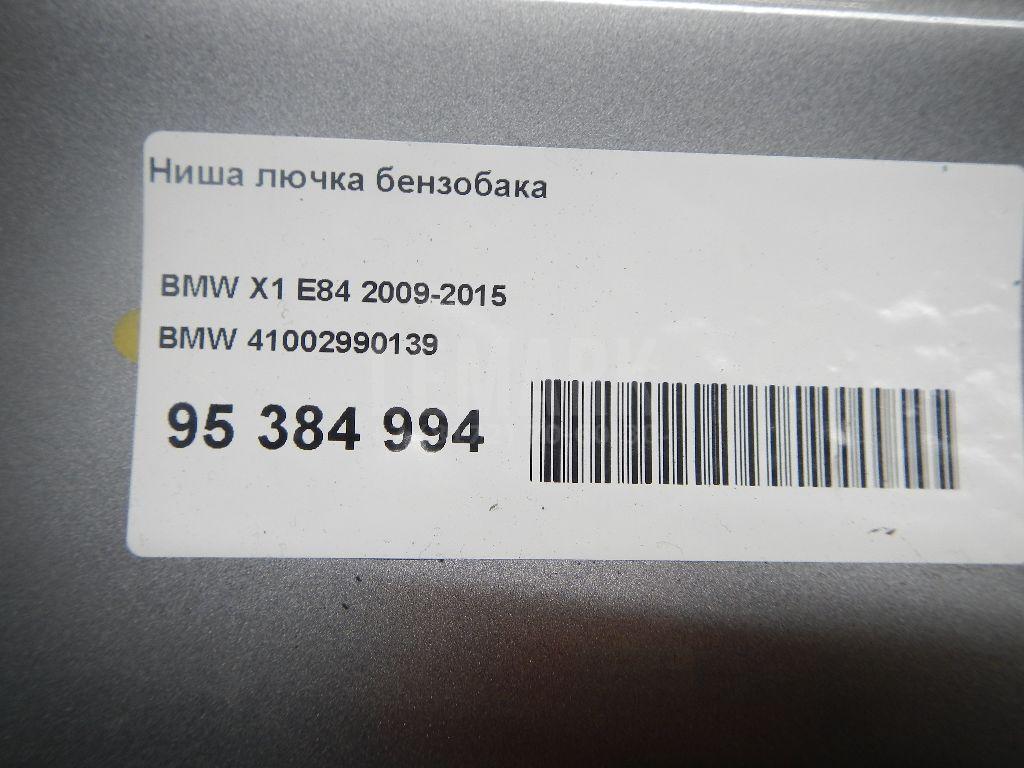 Ниша лючка бензобака
BMW X1 E84 2009-2015
BMW 41002990139
95 384 994